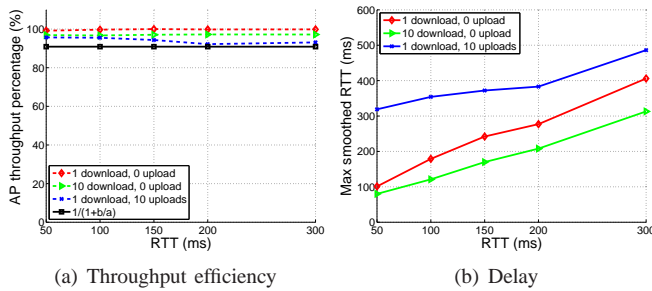 AP throughput percentage (%)
100
80
60
40
20
0
50
100
150
200
300
RTT (ms)
1 download, 0 upload
10 download, 0 upload
1 download, 10 uploads
1/(1+b/a)
(a) Throughput efficiency
Max smoothed RTT (ms)
600
500
400
300
200
100
0
50
100
150
200
300
RTT (ms)
1 download, 0 upload
10 download, 0 upload
1 download, 10 uploads
(b) Delay